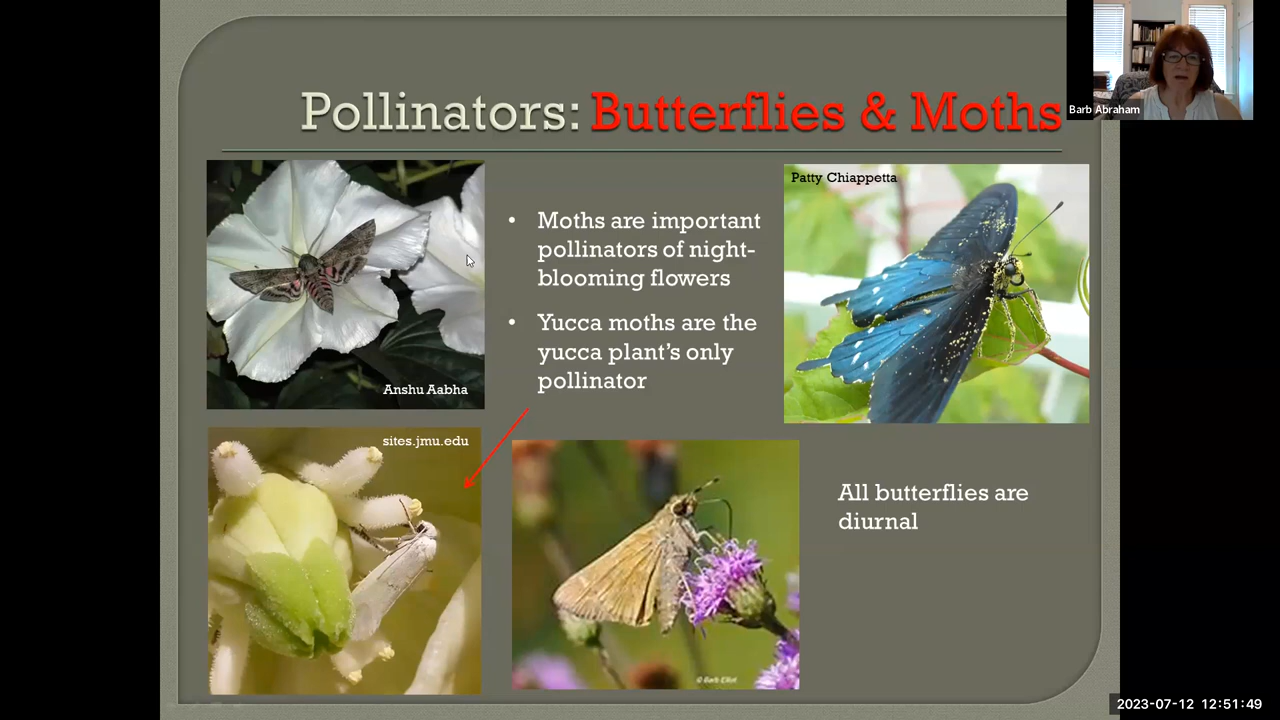 Pollinators: Butterflies & Moths
Barb Abraham
Patty Chiappetta
• Moths are important
pollinators of night-
blooming flowers
• Yucca moths are the
yucca plant's only
pollinator
Anshu Aabha
sites.jmu.edu
All butterflies are
diurnal
© Barb Elliot
2023-07-12 12:51:49